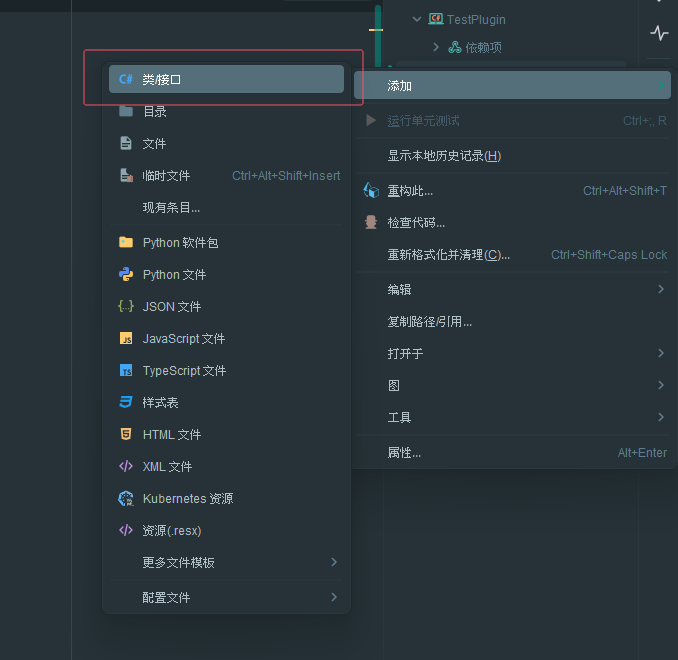 TestPlugin
依赖项
C# 类/接口
目录
文件
临时文件 Ctrl+Alt+Shift+Insert
现有条目...
Python 软件包
Python 文件
JSON 文件
JavaScript 文件
TypeScript 文件
样式表
HTML 文件
XML 文件
Kubernetes 资源
资源(.resx)
更多文件模板
配置文件
添加
运行单元测试 Ctrl+;, R
显示本地历史记录(H)
重构此... Ctrl+Alt+Shift+T
检查代码...
重新格式化并清理(C)... Ctrl+Shift+Caps Lock
编辑
复制路径/引用...
打开于
图
工具
属性... Alt+Enter